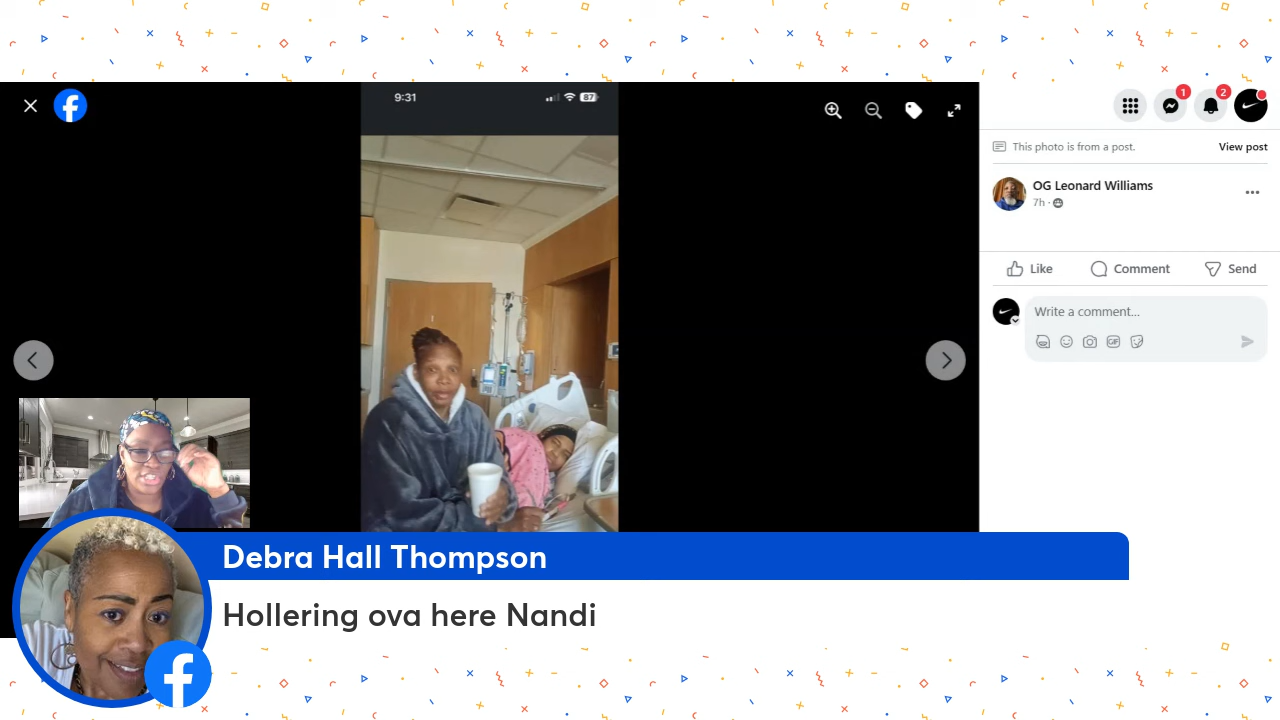 9:31
87
1
2
This photo is from a post.
View post
OG Leonard Williams
7h ·
Like
Comment
Send
Write a comment...
GIF
Debra Hall Thompson
Hollering ova here Nandi